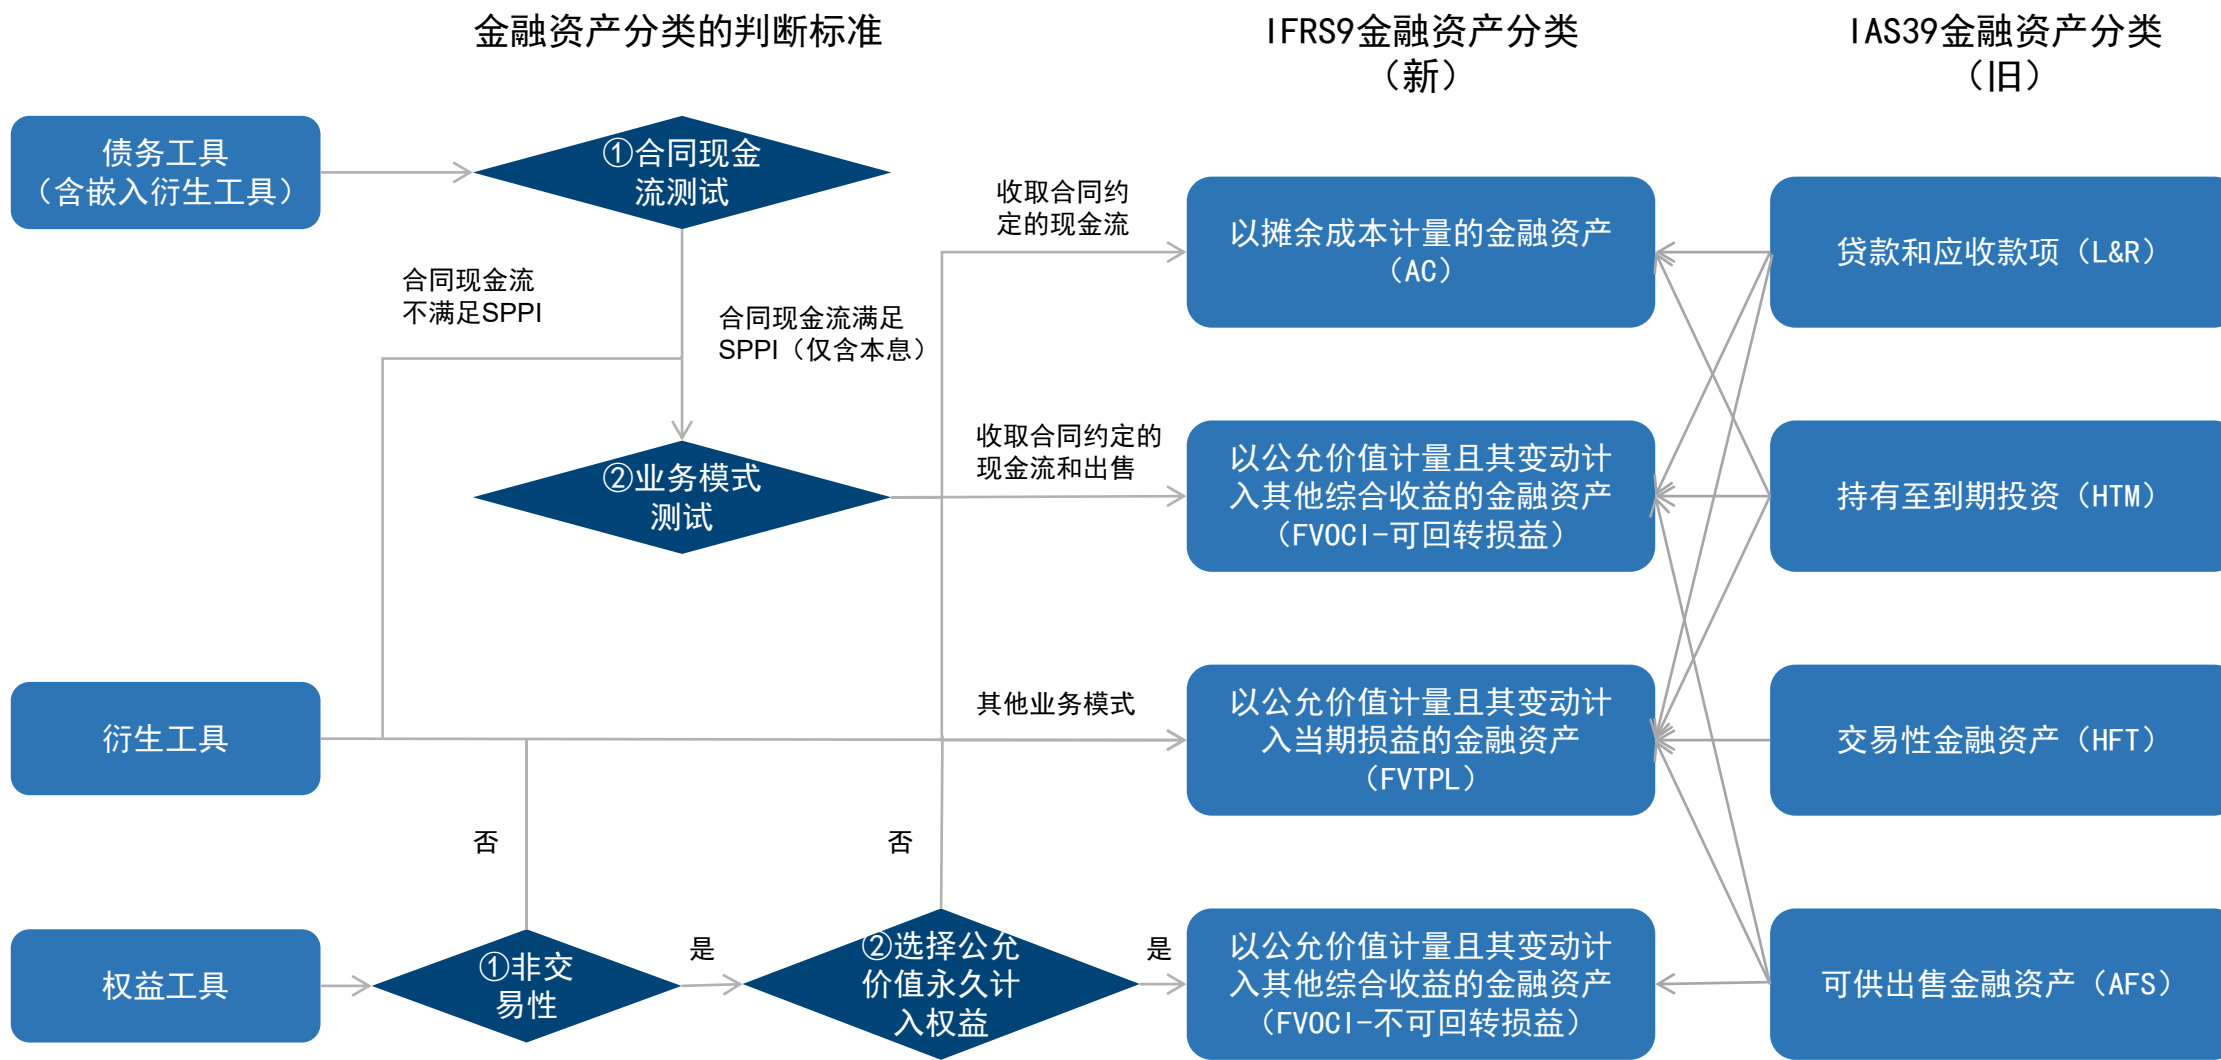 金融资产分类的判断标准
IFRS9金融资产分类
（新）
IAS39金融资产分类
（旧）
债务工具
（含嵌入衍生工具）
①合同现金
流测试
收取合同约
定的现金流
以摊余成本计量的金融资产
（AC）
贷款和应收款项（L&R）
合同现金流
不满足SPPI
合同现金流满足
SPPI（仅含本息）
②业务模式
测试
收取合同约定的
现金流和出售
以公允价值计量且其变动计
入其他综合收益的金融资产
（FVOCI-可回转损益）
持有至到期投资（HTM）
衍生工具
其他业务模式
以公允价值计量且其变动计
入当期损益的金融资产
（FVTPL）
交易性金融资产（HFT）
否
否
权益工具
①非交
易性
是
②选择公允
价值永久计
入权益
是
以公允价值计量且其变动计
入其他综合收益的金融资产
（FVOCI-不可回转损益）
可供出售金融资产（AFS）